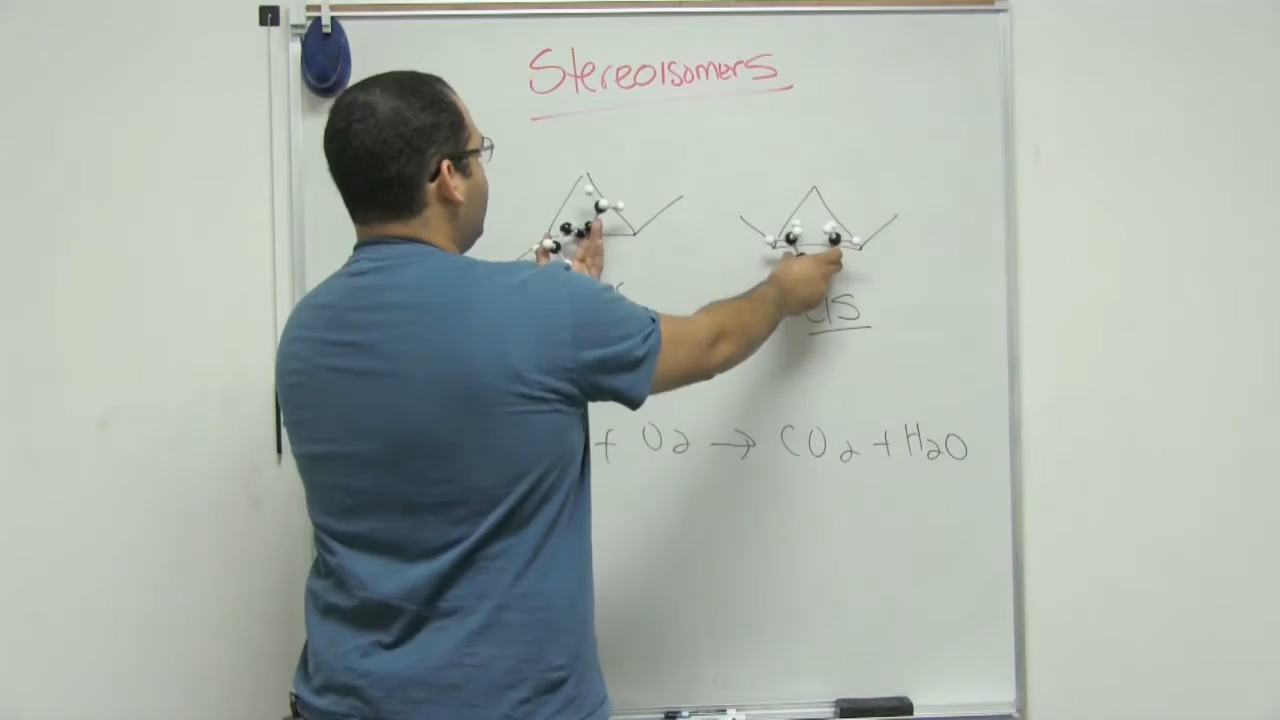 Stereoisomers
cis
+ O2 → CO2 + H2O